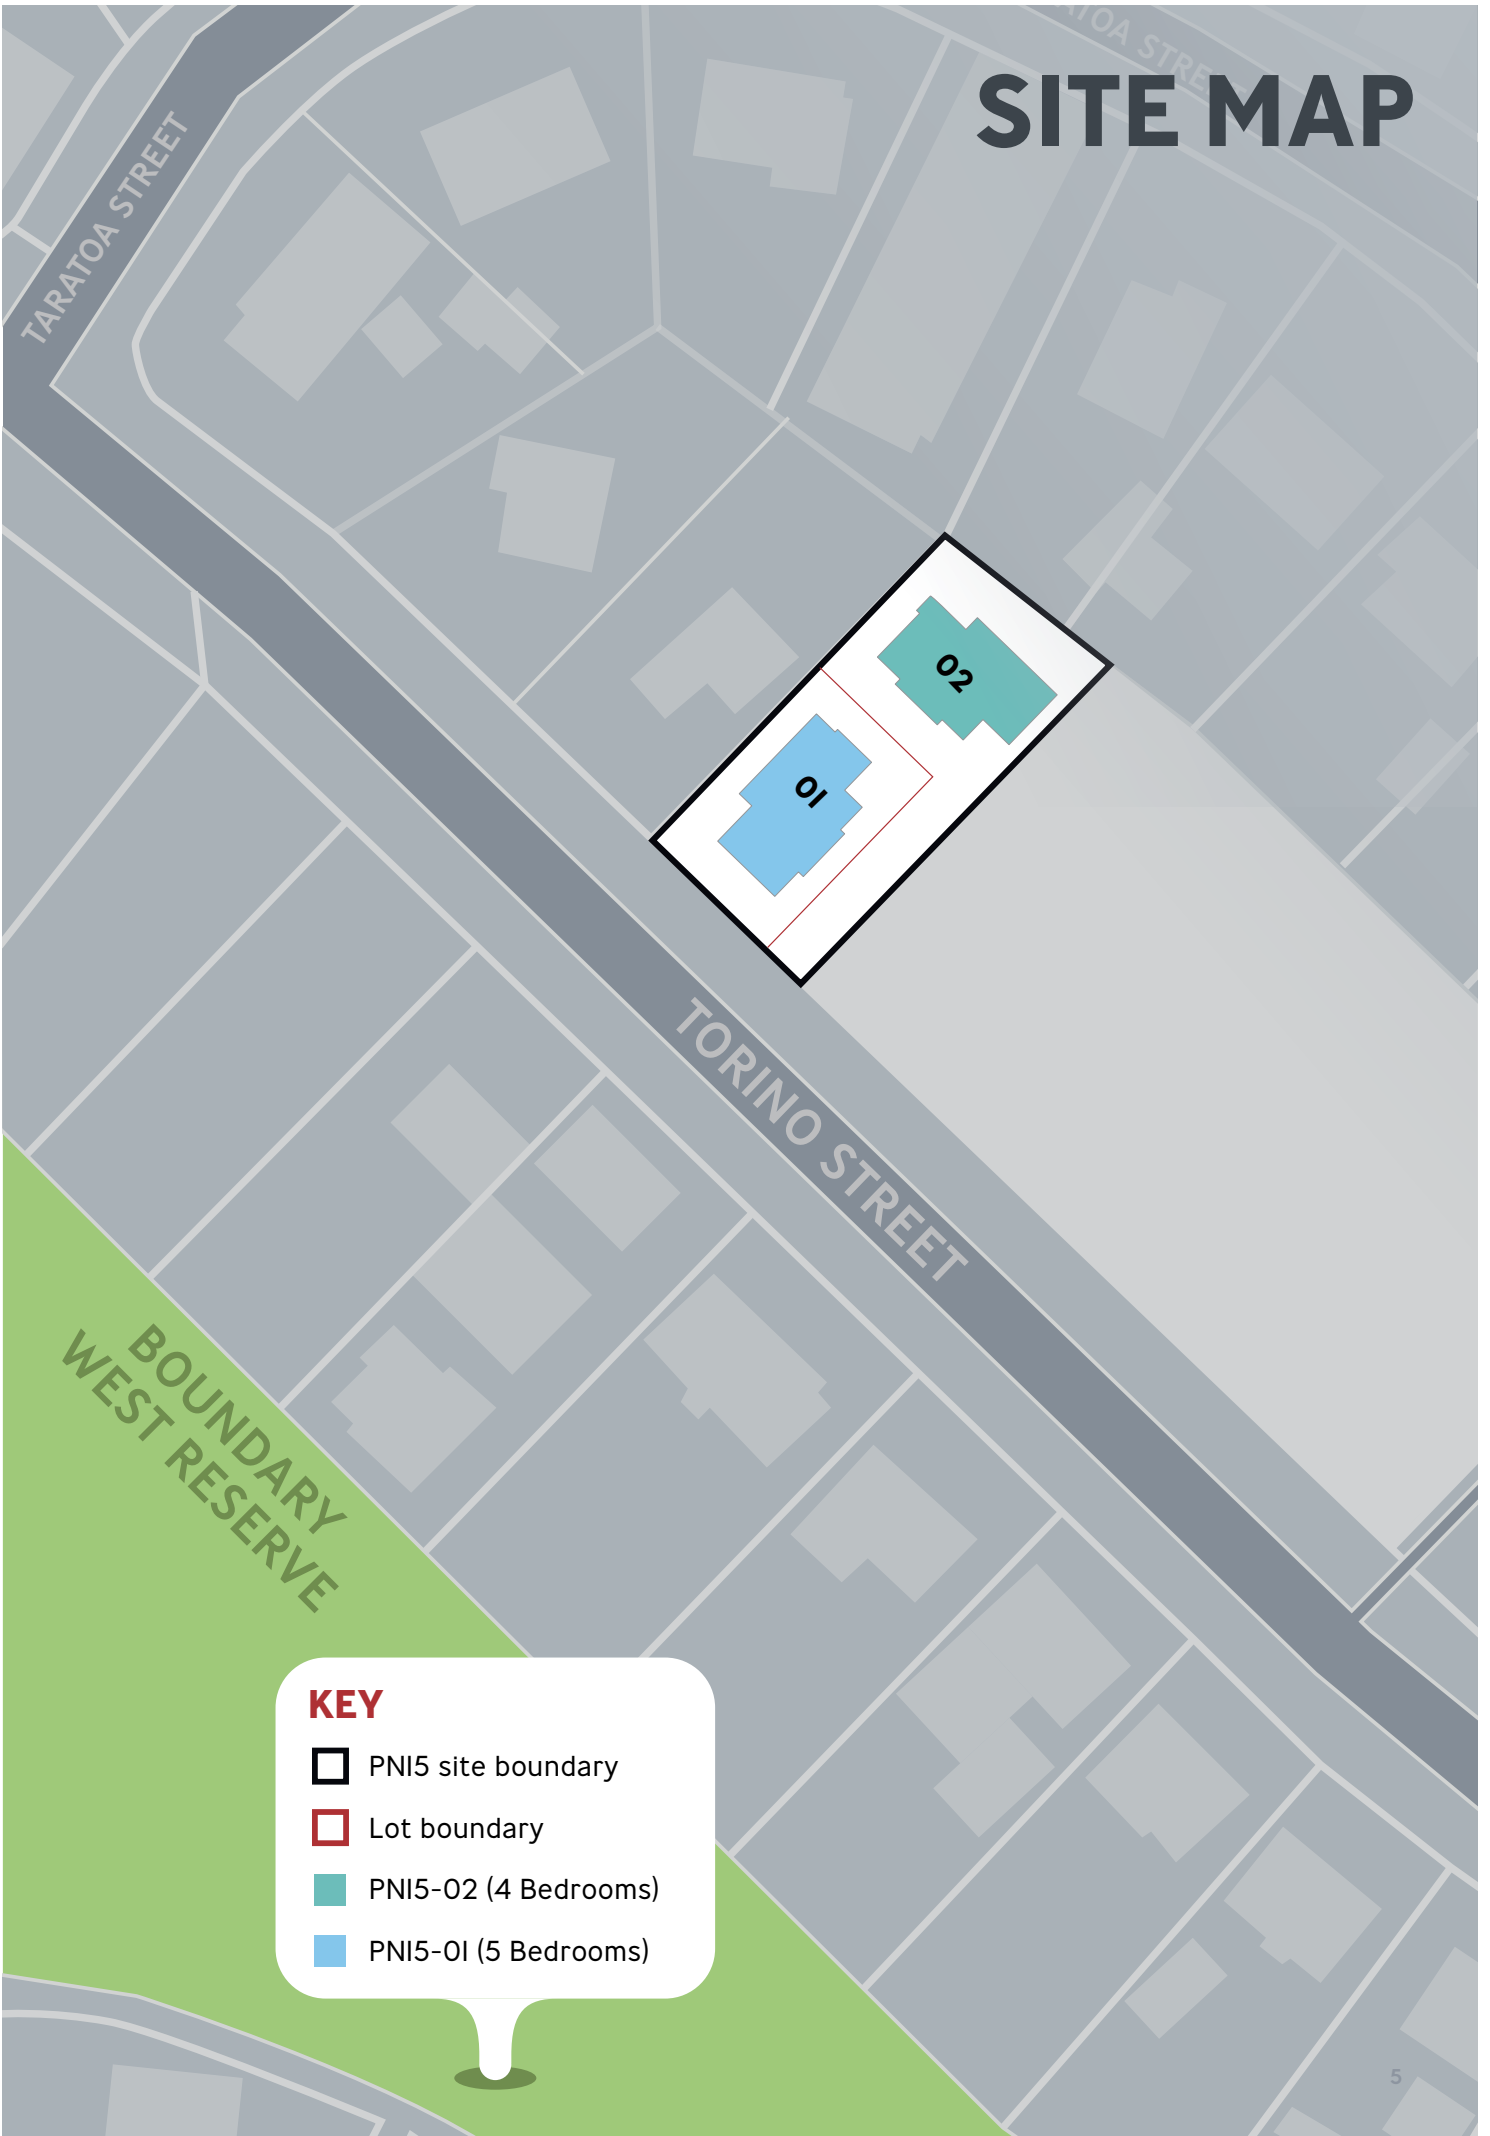 SITE MAP
TARATOA STREET
TORINO STREET
BOUNDARY
WEST RESERVE
KEY
PNI5 site boundary
Lot boundary
PNI5-02 (4 Bedrooms)
PNI5-01 (5 Bedrooms)
02
01
5